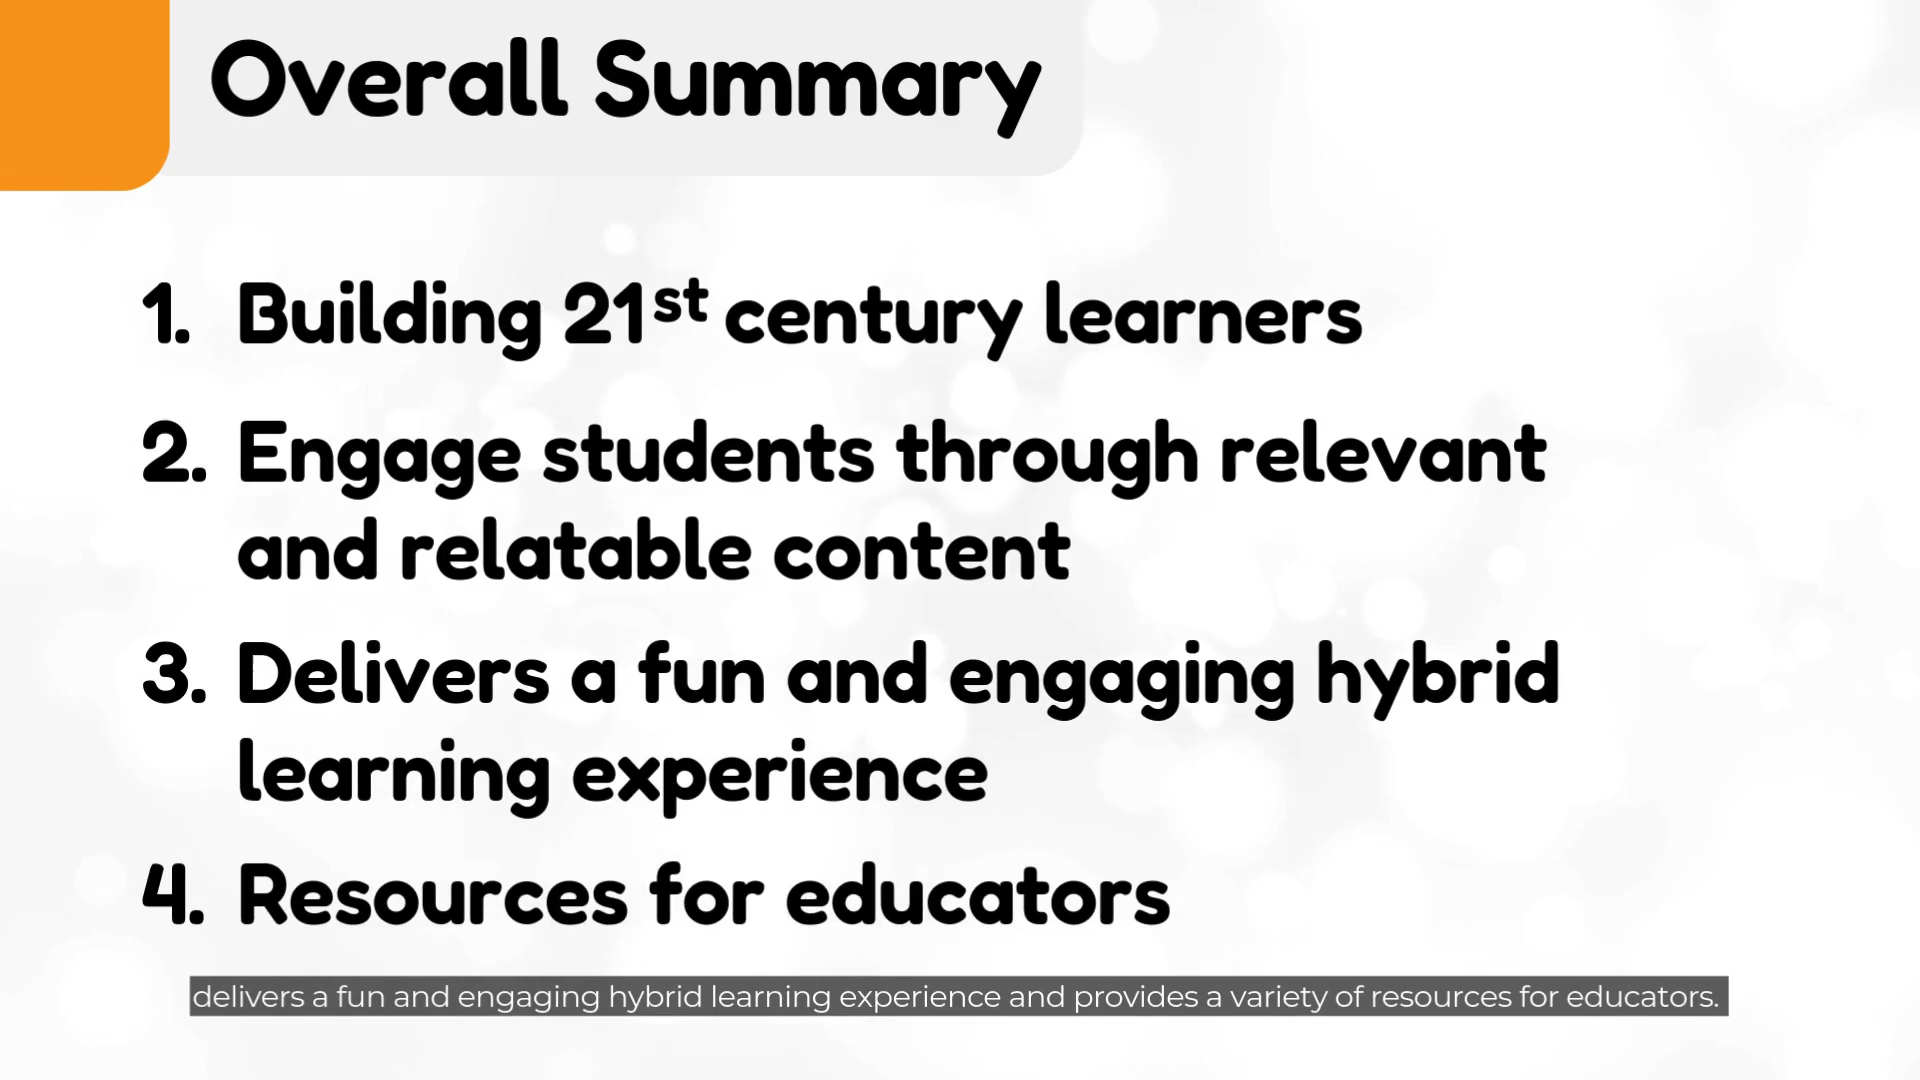 Overall Summary
1. Building 21st century learners
2. Engage students through relevant
and relatable content
3. Delivers a fun and engaging hybrid
learning experience
4. Resources for educators
delivers a fun and engaging hybrid learning experience and provides a variety of resources for educators.